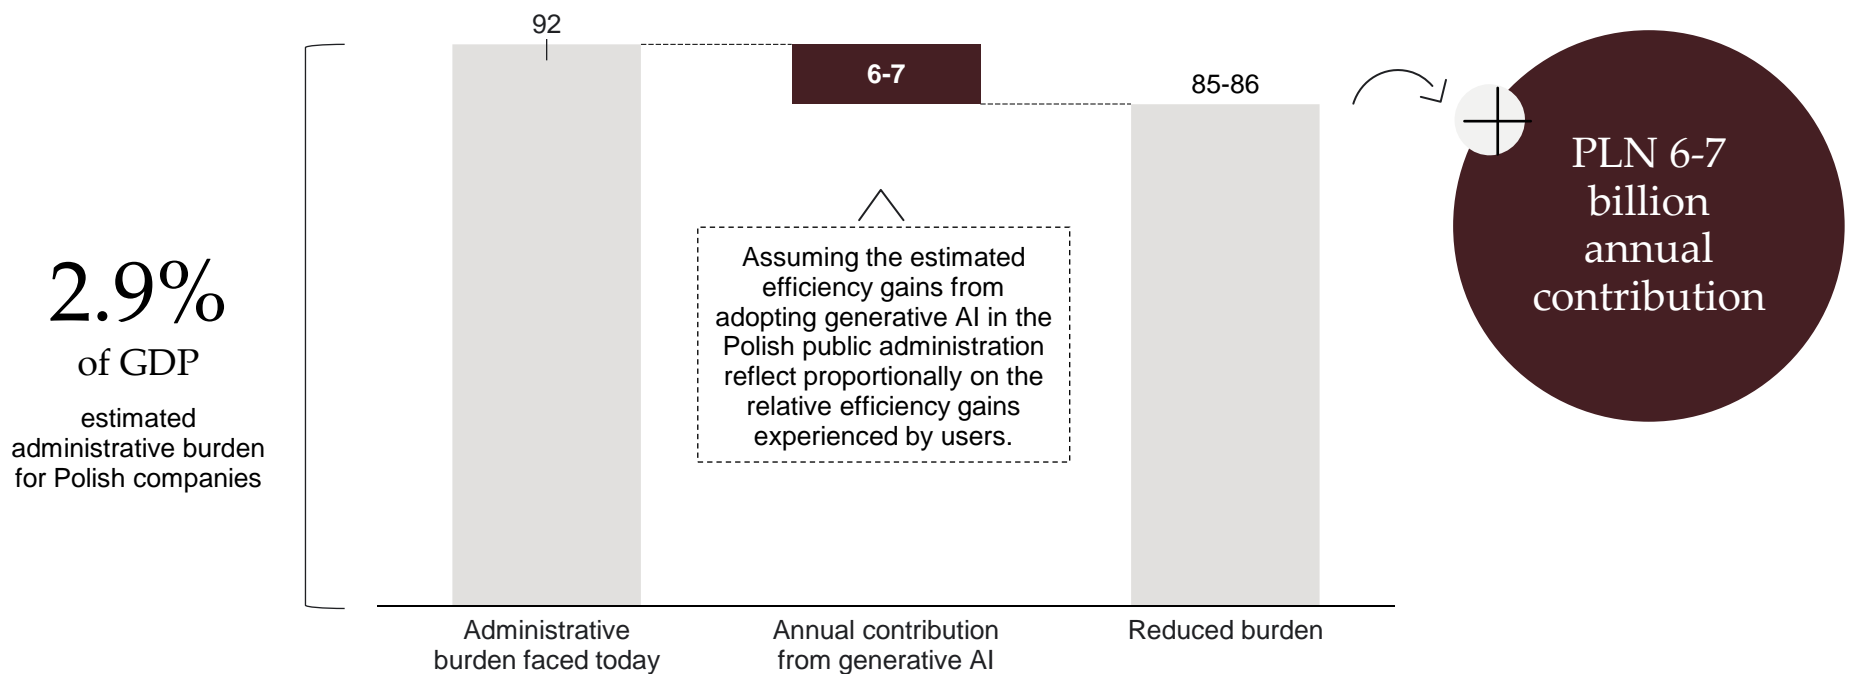 2.9%
of GDP
estimated
administrative burden
for Polish companies
92
6-7
85-86
Assuming the estimated
efficiency gains from
adopting generative AI in the
Polish public administration
reflect proportionally on the
relative efficiency gains
experienced by users.
Administrative
burden faced today
Annual contribution
from generative AI
Reduced burden
PLN 6-7
billion
annual
contribution